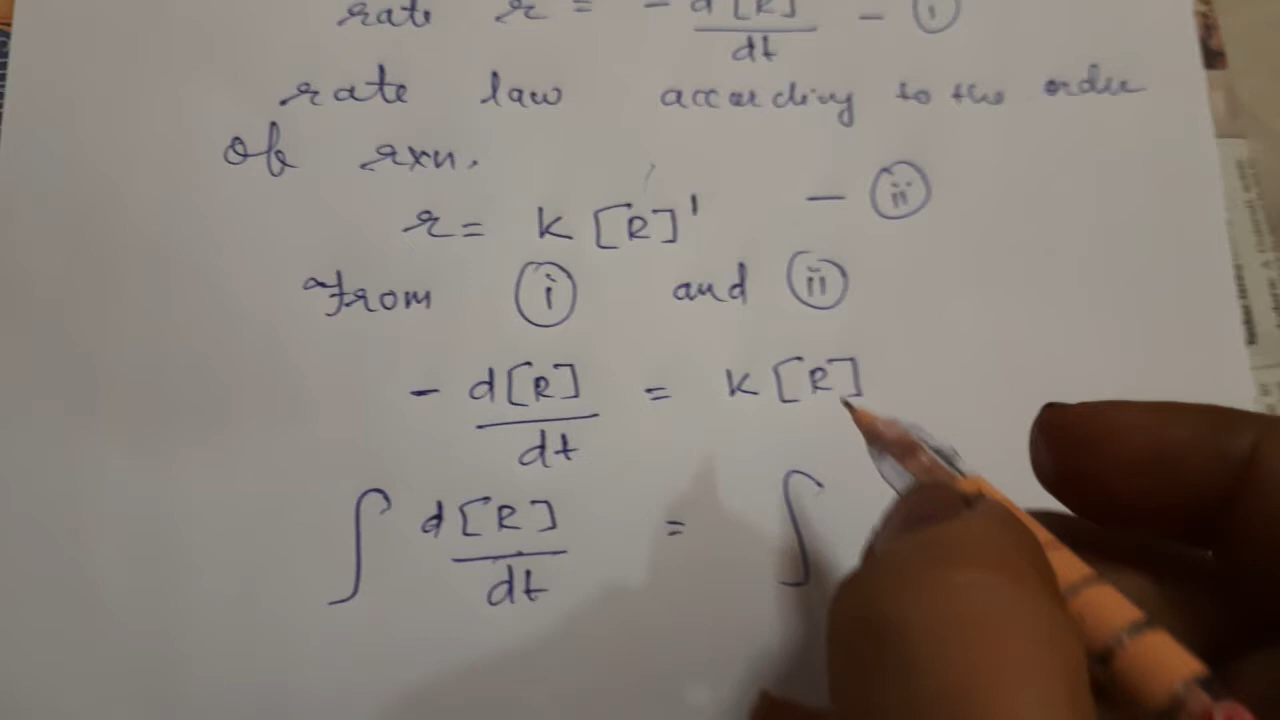 rate r = - d[R]/dt - (i)
rate law according to the order
of rxn.
r = k [R]¹ - (ii)
From (i) and (ii)
- d[R]/dt = k [R]
∫ d[R]/dt = ∫